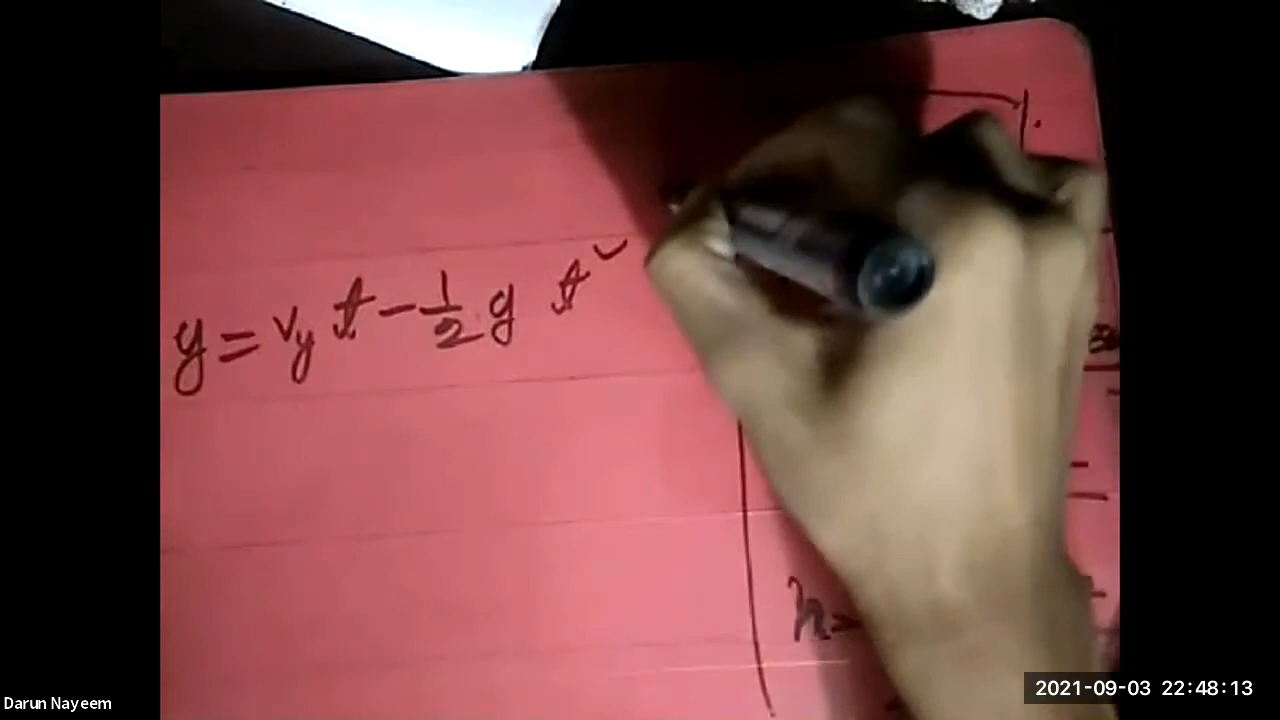 y = vy t - 1/2 g t✓
h =
Darun Nayeem
2021-09-03 22:48:13